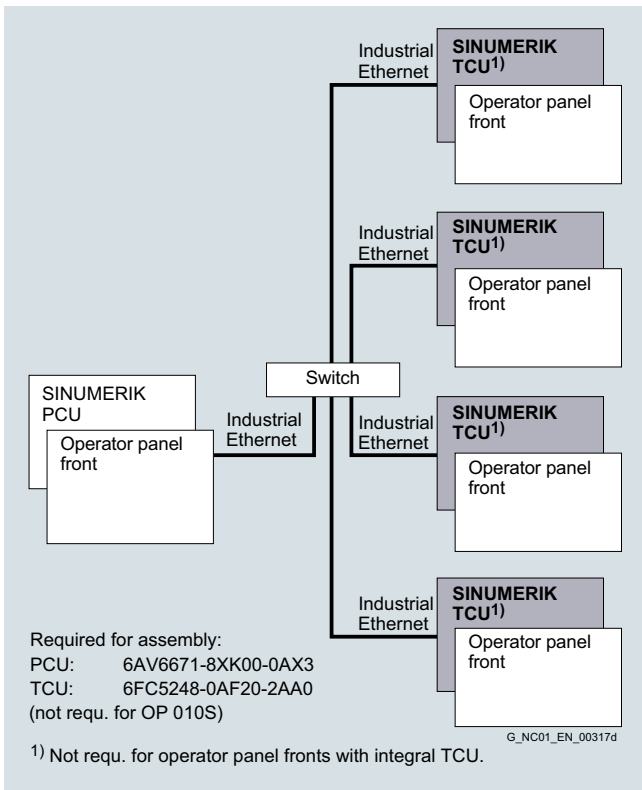 Industrial
Ethernet
SINUMERIK
TCU1)
Operator panel
front
Industrial
Ethernet
SINUMERIK
TCU1)
Operator panel
front
Switch
SINUMERIK
PCU
Operator panel
front
Industrial
Ethernet
Industrial
Ethernet
SINUMERIK
TCU1)
Operator panel
front
Industrial
Ethernet
SINUMERIK
TCU1)
Operator panel
front
Required for assembly:
PCU: 6AV6671-8XK00-0AX3
TCU: 6FC5248-0AF20-2AA0
(not requ. for OP 010S)
G_NC01_EN_00317d
1) Not requ. for operator panel fronts with integral TCU.